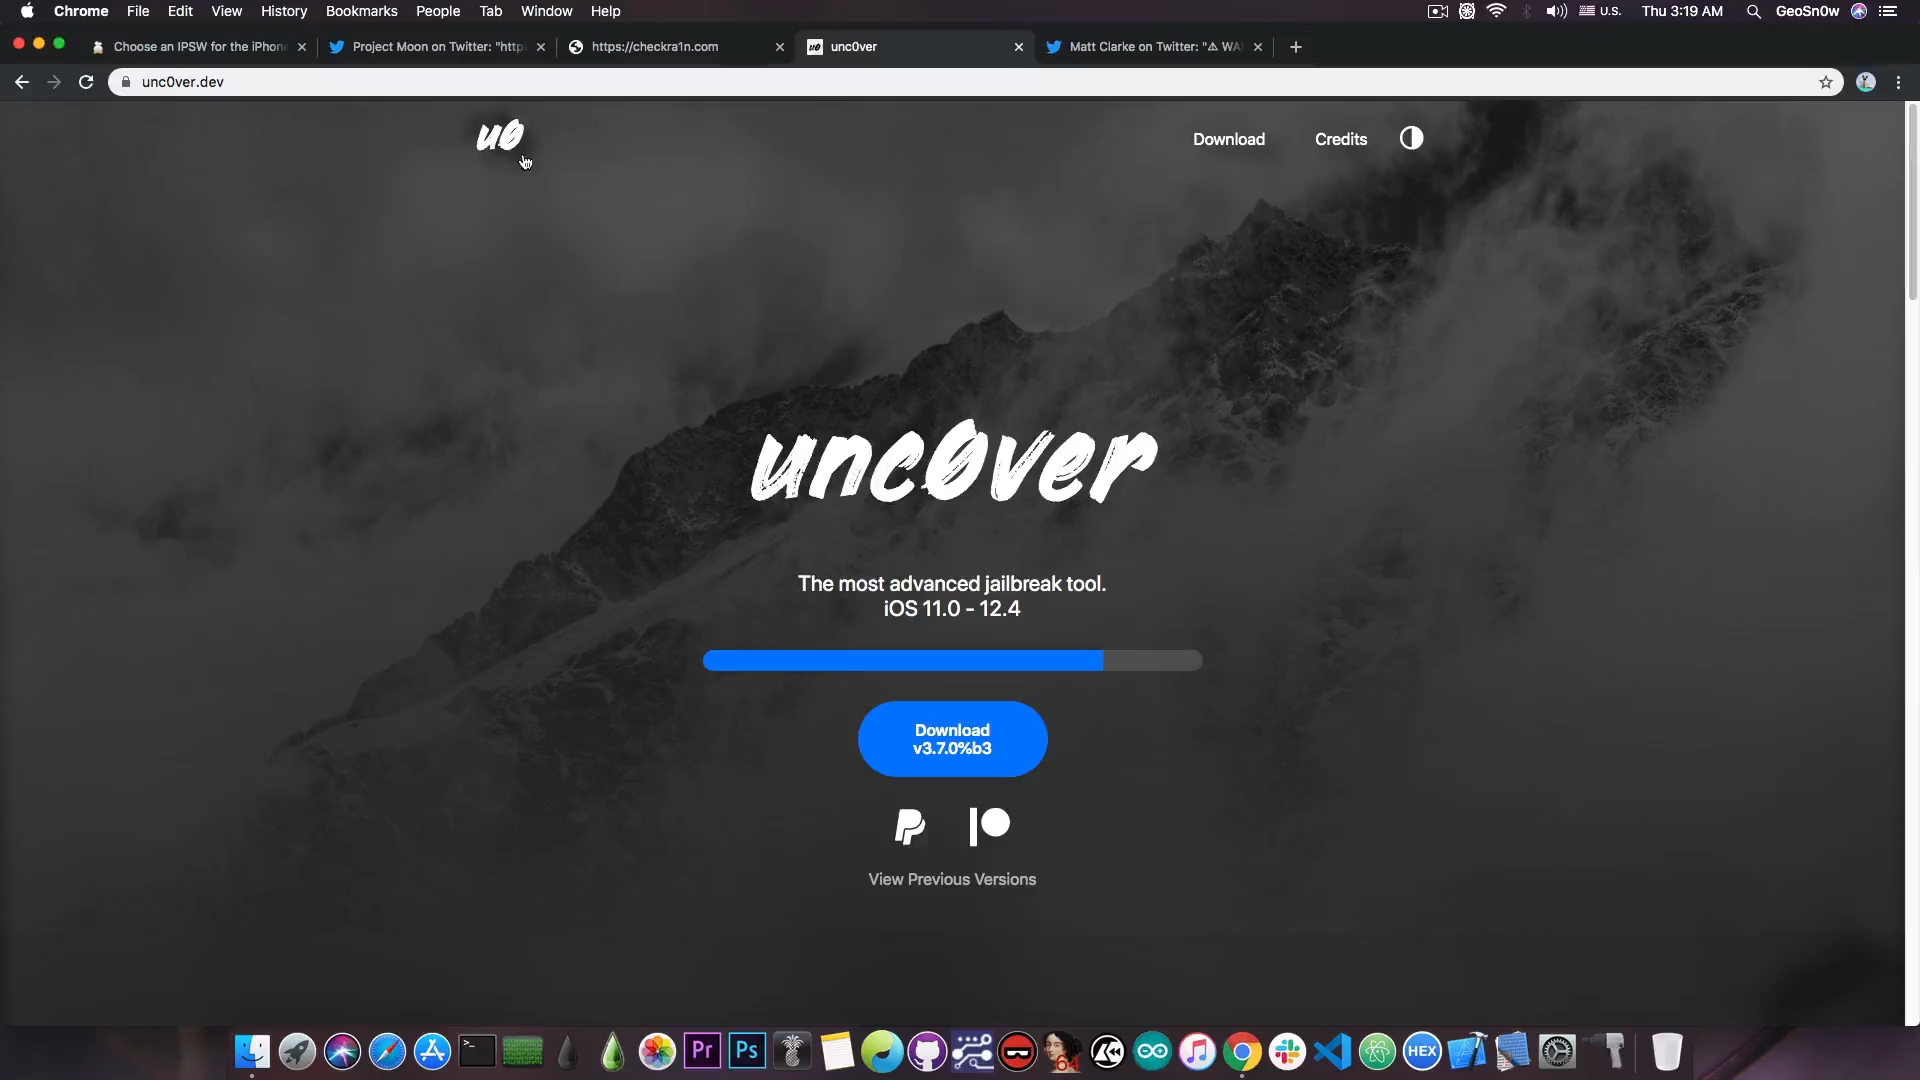 Chrome File Edit View History Bookmarks People Tab Window Help U.S. Thu 3:19 AM GeoSn0w
Choose an IPSW for the iPhone
Project Moon on Twitter: "http
https://checkra1n.com
u0 unc0ver
Matt Clarke on Twitter: "⚠ WA
unc0ver.dev
u0
Download
Credits
unc0ver
The most advanced jailbreak tool.
iOS 11.0 - 12.4
Download
v3.7.0%b3
View Previous Versions
>_
Pr
Ps
64
HEX